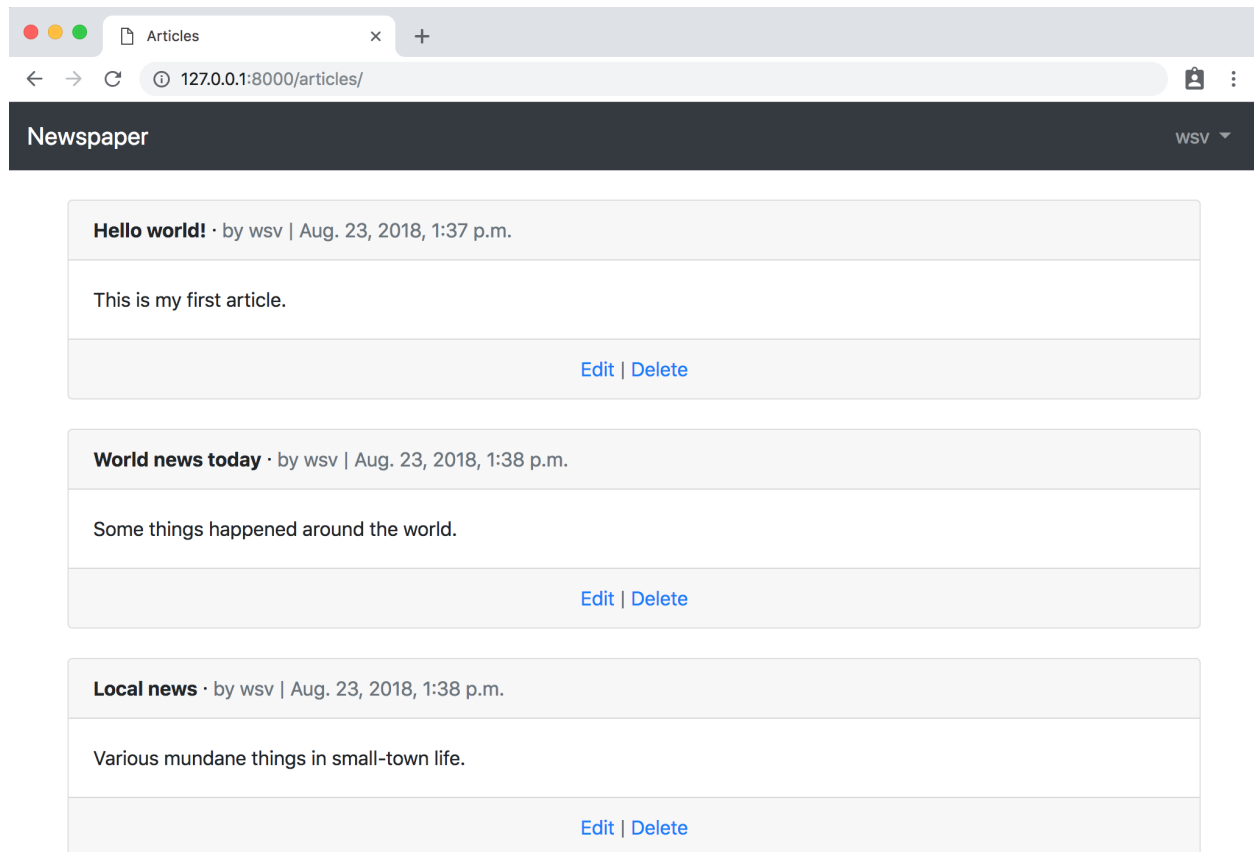 Articles
127.0.0.1:8000/articles/
Newspaper
wsv
Hello world! · by wsv | Aug. 23, 2018, 1:37 p.m.
This is my first article.
Edit | Delete
World news today · by wsv | Aug. 23, 2018, 1:38 p.m.
Some things happened around the world.
Edit | Delete
Local news · by wsv | Aug. 23, 2018, 1:38 p.m.
Various mundane things in small-town life.
Edit | Delete